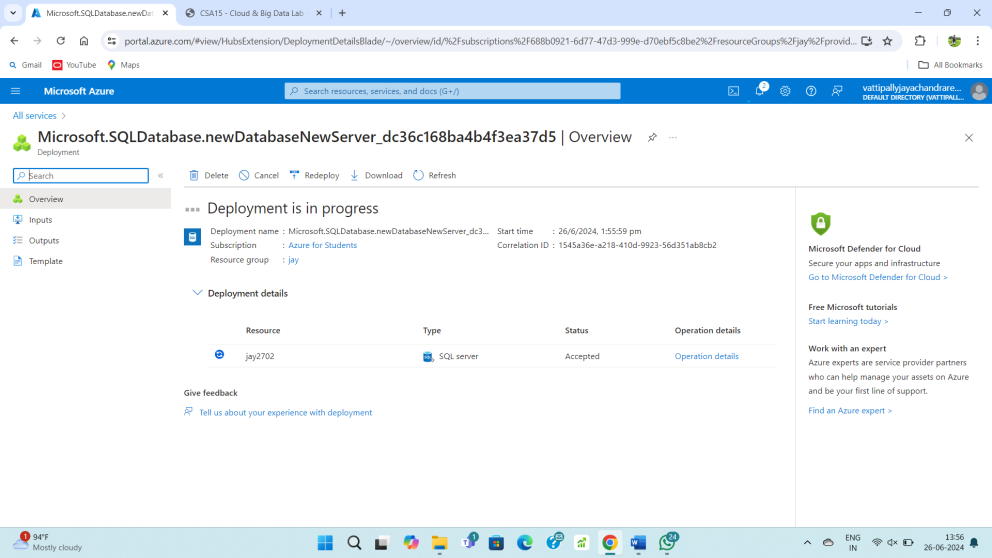 Microsoft.SQLDatabase.newDat
CSA15 - Cloud & Big Data Lab
portal.azure.com/#view/HubsExtension/DeploymentDetailsBlade/~/overview/id/%2Fsubscriptions%2F688b0921-6d77-47d3-999e-d70ebf5c8be2%2FresourceGroups%2Fjay%2Fprovid...
Gmail YouTube Maps All Bookmarks
Microsoft Azure Search resources, services, and docs (G+/) 2 vattipallyjayachandrare...
DEFAULT DIRECTORY (VATTIPALL...
All services >
Microsoft.SQLDatabase.newDatabaseNewServer_dc36c168ba4b4f3ea37d5 | Overview ...
Deployment
Search «
Delete Cancel Redeploy Download Refresh
Overview
Inputs
Outputs
Template
Deployment is in progress
Deployment name : Microsoft.SQLDatabase.newDatabaseNewServer_dc3... Start time : 26/6/2024, 1:55:59 pm
Subscription : Azure for Students Correlation ID : 1545a36e-a218-410d-9923-56d351ab8cb2
Resource group : jay
Deployment details
Resource Type Status Operation details
jay2702 SQL server Accepted Operation details
Give feedback
Tell us about your experience with deployment
Microsoft Defender for Cloud
Secure your apps and infrastructure
Go to Microsoft Defender for Cloud >
Free Microsoft tutorials
Start learning today >
Work with an expert
Azure experts are service provider partners
who can help manage your assets on Azure
and be your first line of support.
Find an Azure expert >
1 94°F
Mostly cloudy
1
24
ENG
IN
13:56
26-06-2024